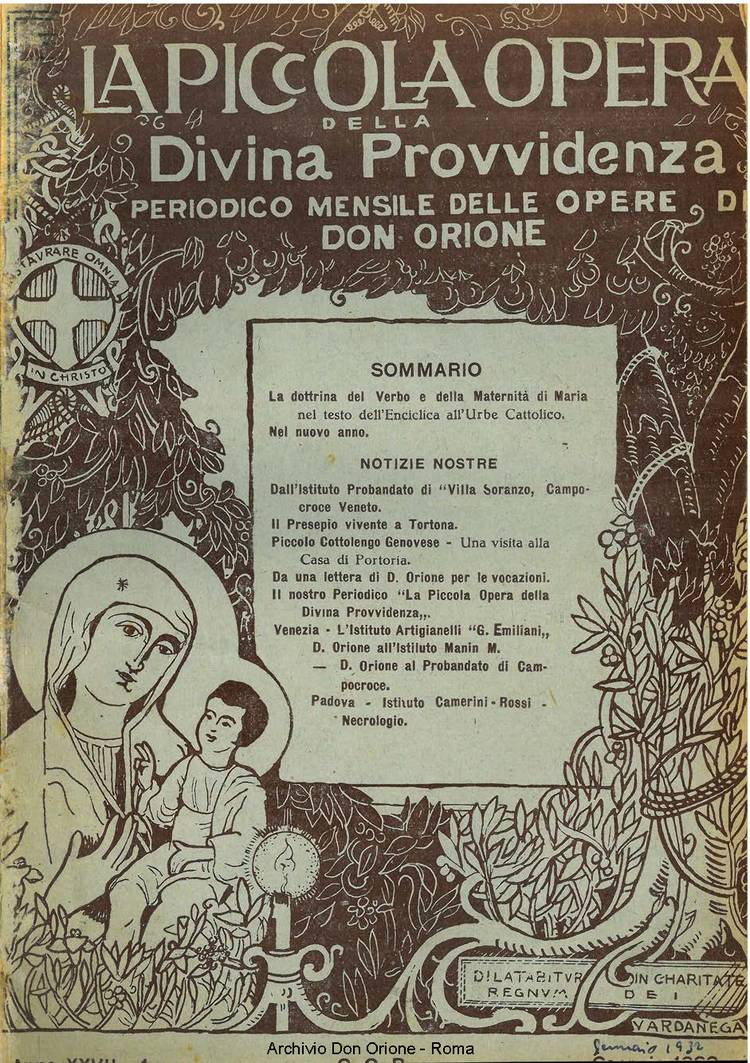 LA PICCOLA OPERA
DELLA
Divina Provvidenza
PERIODICO MENSILE DELLE OPERE DI
DON ORIONE
STAVRARE OMNIA
IN CHRISTO
SOMMARIO
La dottrina del Verbo e della Maternità di Maria
nel testo dell'Enciclica all'Urbe Cattolico.
Nel nuovo anno.
NOTIZIE NOSTRE
Dall'Istituto Probandato di “Villa Soranzo, Campo-
croce Veneto.
Il Presepio vivente a Tortona.
Piccolo Cottolengo Genovese - Una visita alla
Casa di Portoria.
Da una lettera di D. Orione per le vocazioni.
Il nostro Periodico “La Piccola Opera della
Divina Provvidenza„.
Venezia - L'Istituto Artigianelli “G. Emiliani„
D. Orione all'Istituto Manin M.
— D. Orione al Probandato di Cam-
pocroce.
Padova - Istituto Camerini-Rossi -
Necrologio.
DILATABITVR IN CHARITATE
REGNVM DEI
VARDANEGA
Gennaio 1932
Archivio Don Orione - Roma